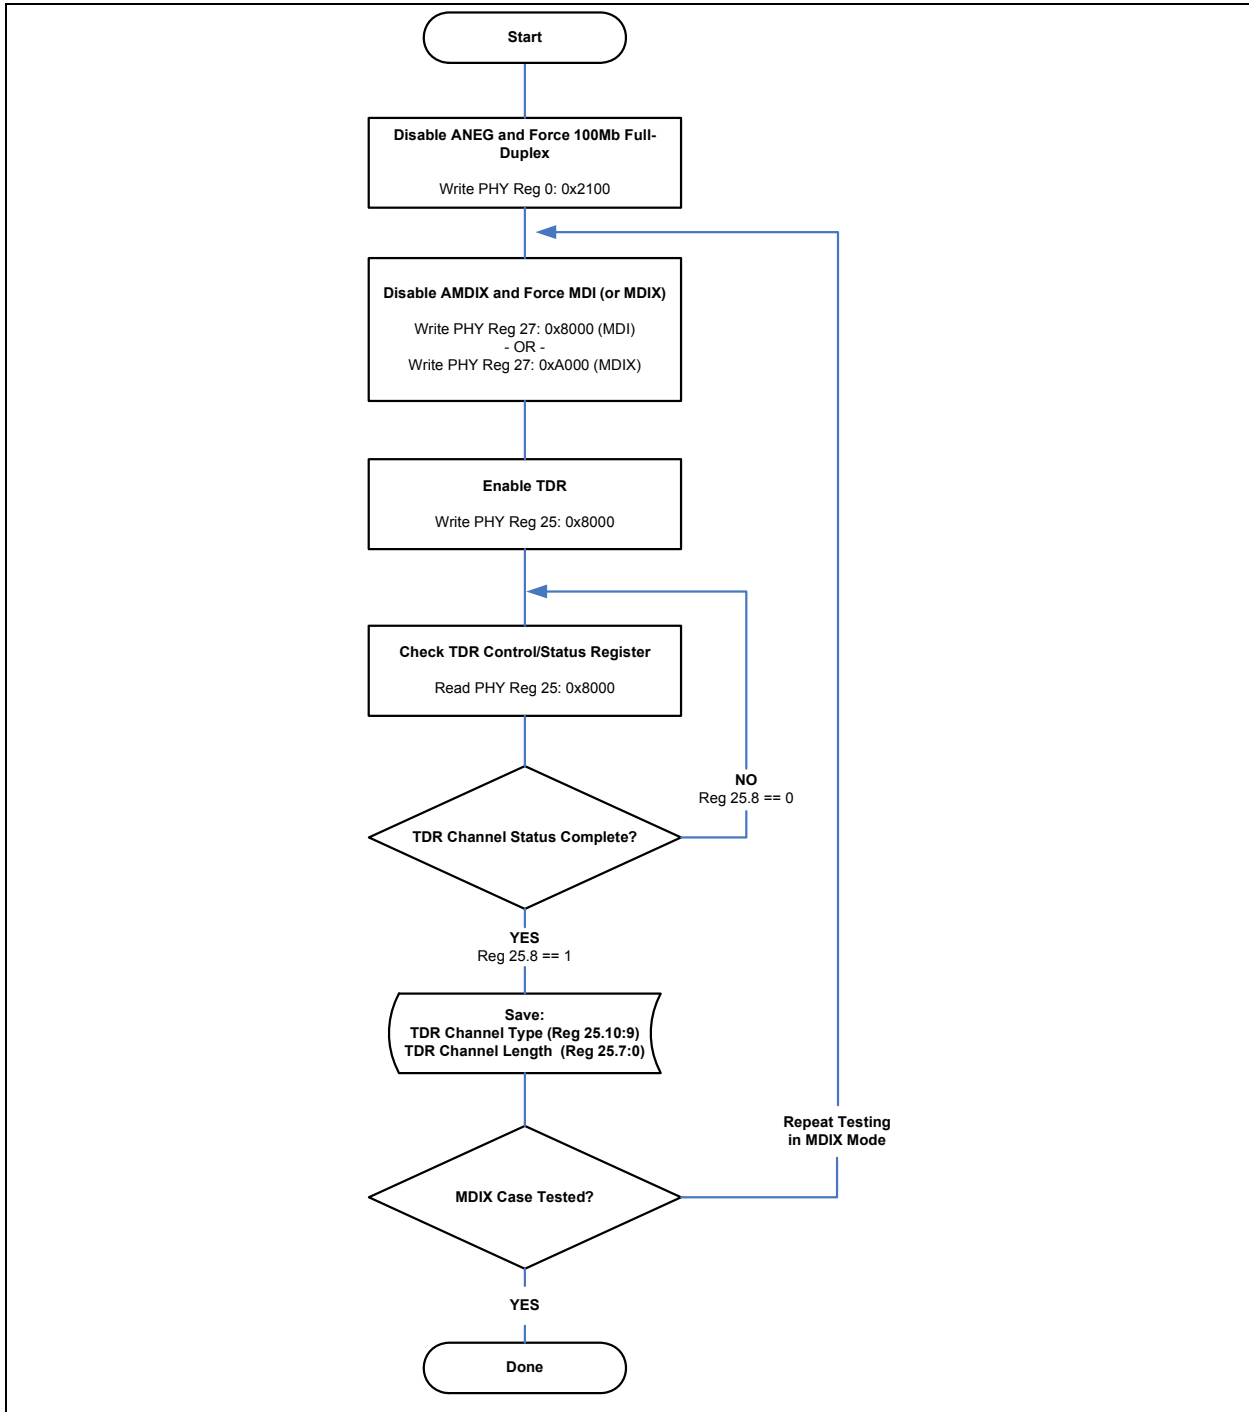 Start
Disable ANEG and Force 100Mb Full-
Duplex
Write PHY Reg 0: 0x2100
Disable AMDIX and Force MDI (or MDIX)
Write PHY Reg 27: 0x8000 (MDI)
- OR -
Write PHY Reg 27: 0xA000 (MDIX)
Enable TDR
Write PHY Reg 25: 0x8000
Check TDR Control/Status Register
Read PHY Reg 25: 0x8000
NO
Reg 25.8 == 0
TDR Channel Status Complete?
YES
Reg 25.8 == 1
Save:
TDR Channel Type (Reg 25.10:9)
TDR Channel Length (Reg 25.7:0)
Repeat Testing
in MDIX Mode
MDIX Case Tested?
YES
Done